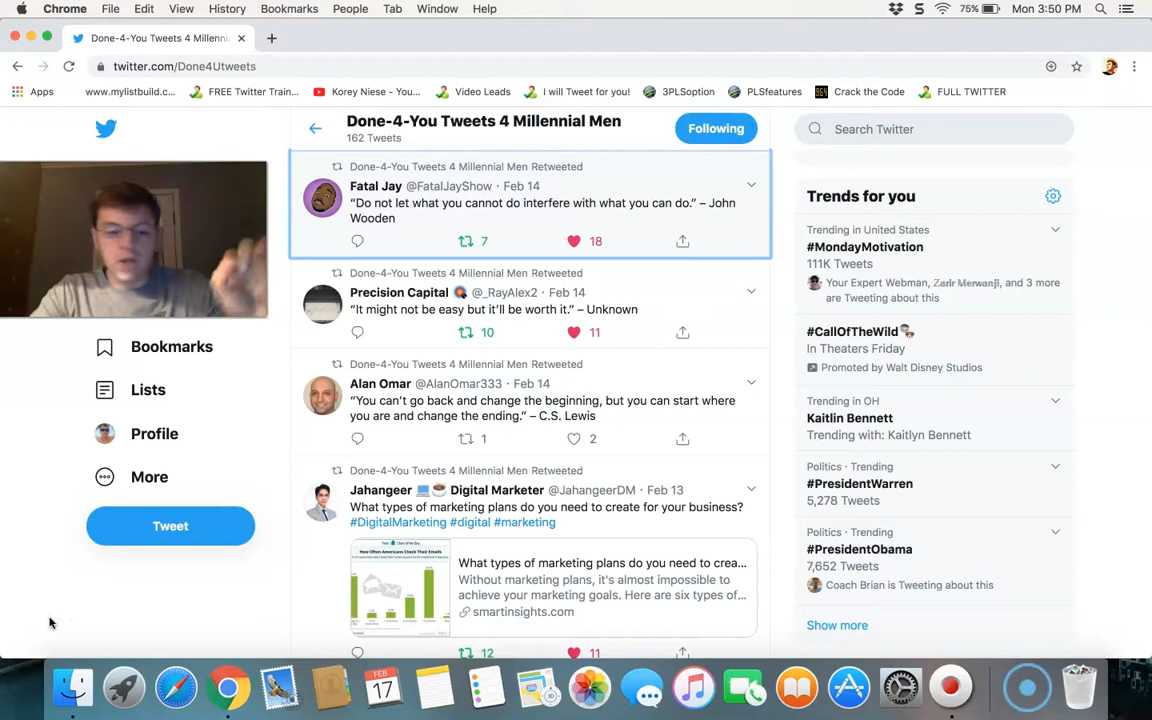 Chrome File Edit View History Bookmarks People Tab Window Help 75% Mon 3:50 PM
Done-4-You Tweets 4 Millenni
twitter.com/Done4Utweets
Apps www.mylistbuild.c... FREE Twitter Train... Korey Niese - You... Video Leads I will Tweet for you! 3PLSoption PLSfeatures Crack the Code FULL TWITTER
Done-4-You Tweets 4 Millennial Men
162 Tweets
Following
Search Twitter
Done-4-You Tweets 4 Millennial Men Retweeted
Fatal Jay @FatalJayShow · Feb 14
“Do not let what you cannot do interfere with what you can do.” – John
Wooden
7 18
Done-4-You Tweets 4 Millennial Men Retweeted
Precision Capital @_RayAlex2 · Feb 14
“It might not be easy but it’ll be worth it.” – Unknown
10 11
Done-4-You Tweets 4 Millennial Men Retweeted
Alan Omar @AlanOmar333 · Feb 14
“You can’t go back and change the beginning, but you can start where
you are and change the ending.” – C.S. Lewis
1 2
Done-4-You Tweets 4 Millennial Men Retweeted
Jahangeer Digital Marketer @JahangeerDM · Feb 13
What types of marketing plans do you need to create for your business?
#DigitalMarketing #digital #marketing
How Often Americans Check Their Emails
What types of marketing plans do you need to crea...
Without marketing plans, it's almost impossible to
achieve your marketing goals. Here are six types of...
smartinsights.com
12 11
Bookmarks
Lists
Profile
More
Tweet
Trends for you
Trending in United States
#MondayMotivation
111K Tweets
Your Expert Webman, Zadr Merwanji, and 3 more
are Tweeting about this
#CallOfTheWild
In Theaters Friday
Promoted by Walt Disney Studios
Trending in OH
Kaitlin Bennett
Trending with: Kaitlyn Bennett
Politics · Trending
#PresidentWarren
5,278 Tweets
Politics · Trending
#PresidentObama
7,652 Tweets
Coach Brian is Tweeting about this
Show more
FEB
17